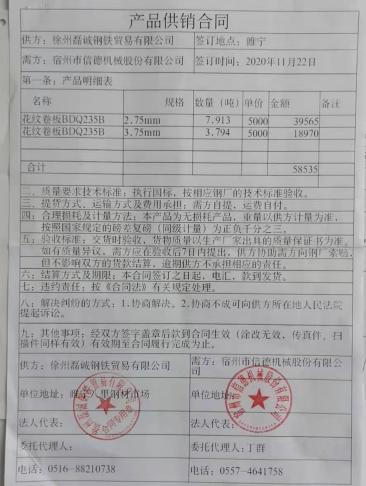 产品供销合同
供方：徐州磊诚钢铁贸易有限公司 签订地点：睢宁
需方：宿州市信德机械股份有限公司 签订时间：2020年11月22日
第一条：产品明细表
名称 规格 数量（吨） 单价 金额 备注
花纹卷板BDQ235B 2.75mm 7.913 5000 39565
花纹卷板BDQ235B 3.75mm 3.794 5000 18970
合计 58535
二、质量要求技术标准：执行国标，按相应钢厂的技术标准验收。
三、提货方式、运输方式及费用承担：需方自提，运费自付。
四：合理损耗及计量方法：本产品为无损耗产品，重量以供方计量为准，
按照国家规定的磅差复磅（同级计量）为正负千分之三。
五：验收标准：交货时验收，货物质量以生产厂家出具的质量保证书为准。
如有质量异议，需方应在验收后7日内提出，供方协助需方向钢厂索赔，
但不影响双方的货款结算，逾期供方不承担相应的责任。
六：结算方式及期限：本合同签订之日起，电汇，款到发货。
七：违约责任：按《合同法》有关规定处理。
八：解决纠纷的方式：1、协商解决。2、协商不成可向供方所在地人民法院
提起诉讼。
九：其他事项：经双方签字盖章后款到合同生效（涂改无效，传真件、扫
描件同样有效）有效期至合同履行完成为止。
供方：徐州磊诚钢铁贸易有限公司 需方：宿州市信德机械股份有限公司
单位地址：睢宁八里钢材市场 单位地址：
法人代表： 法人代表：
委托代理人： 委托代理人：丁群
电话：0516-88210738 电话：0557-4641758